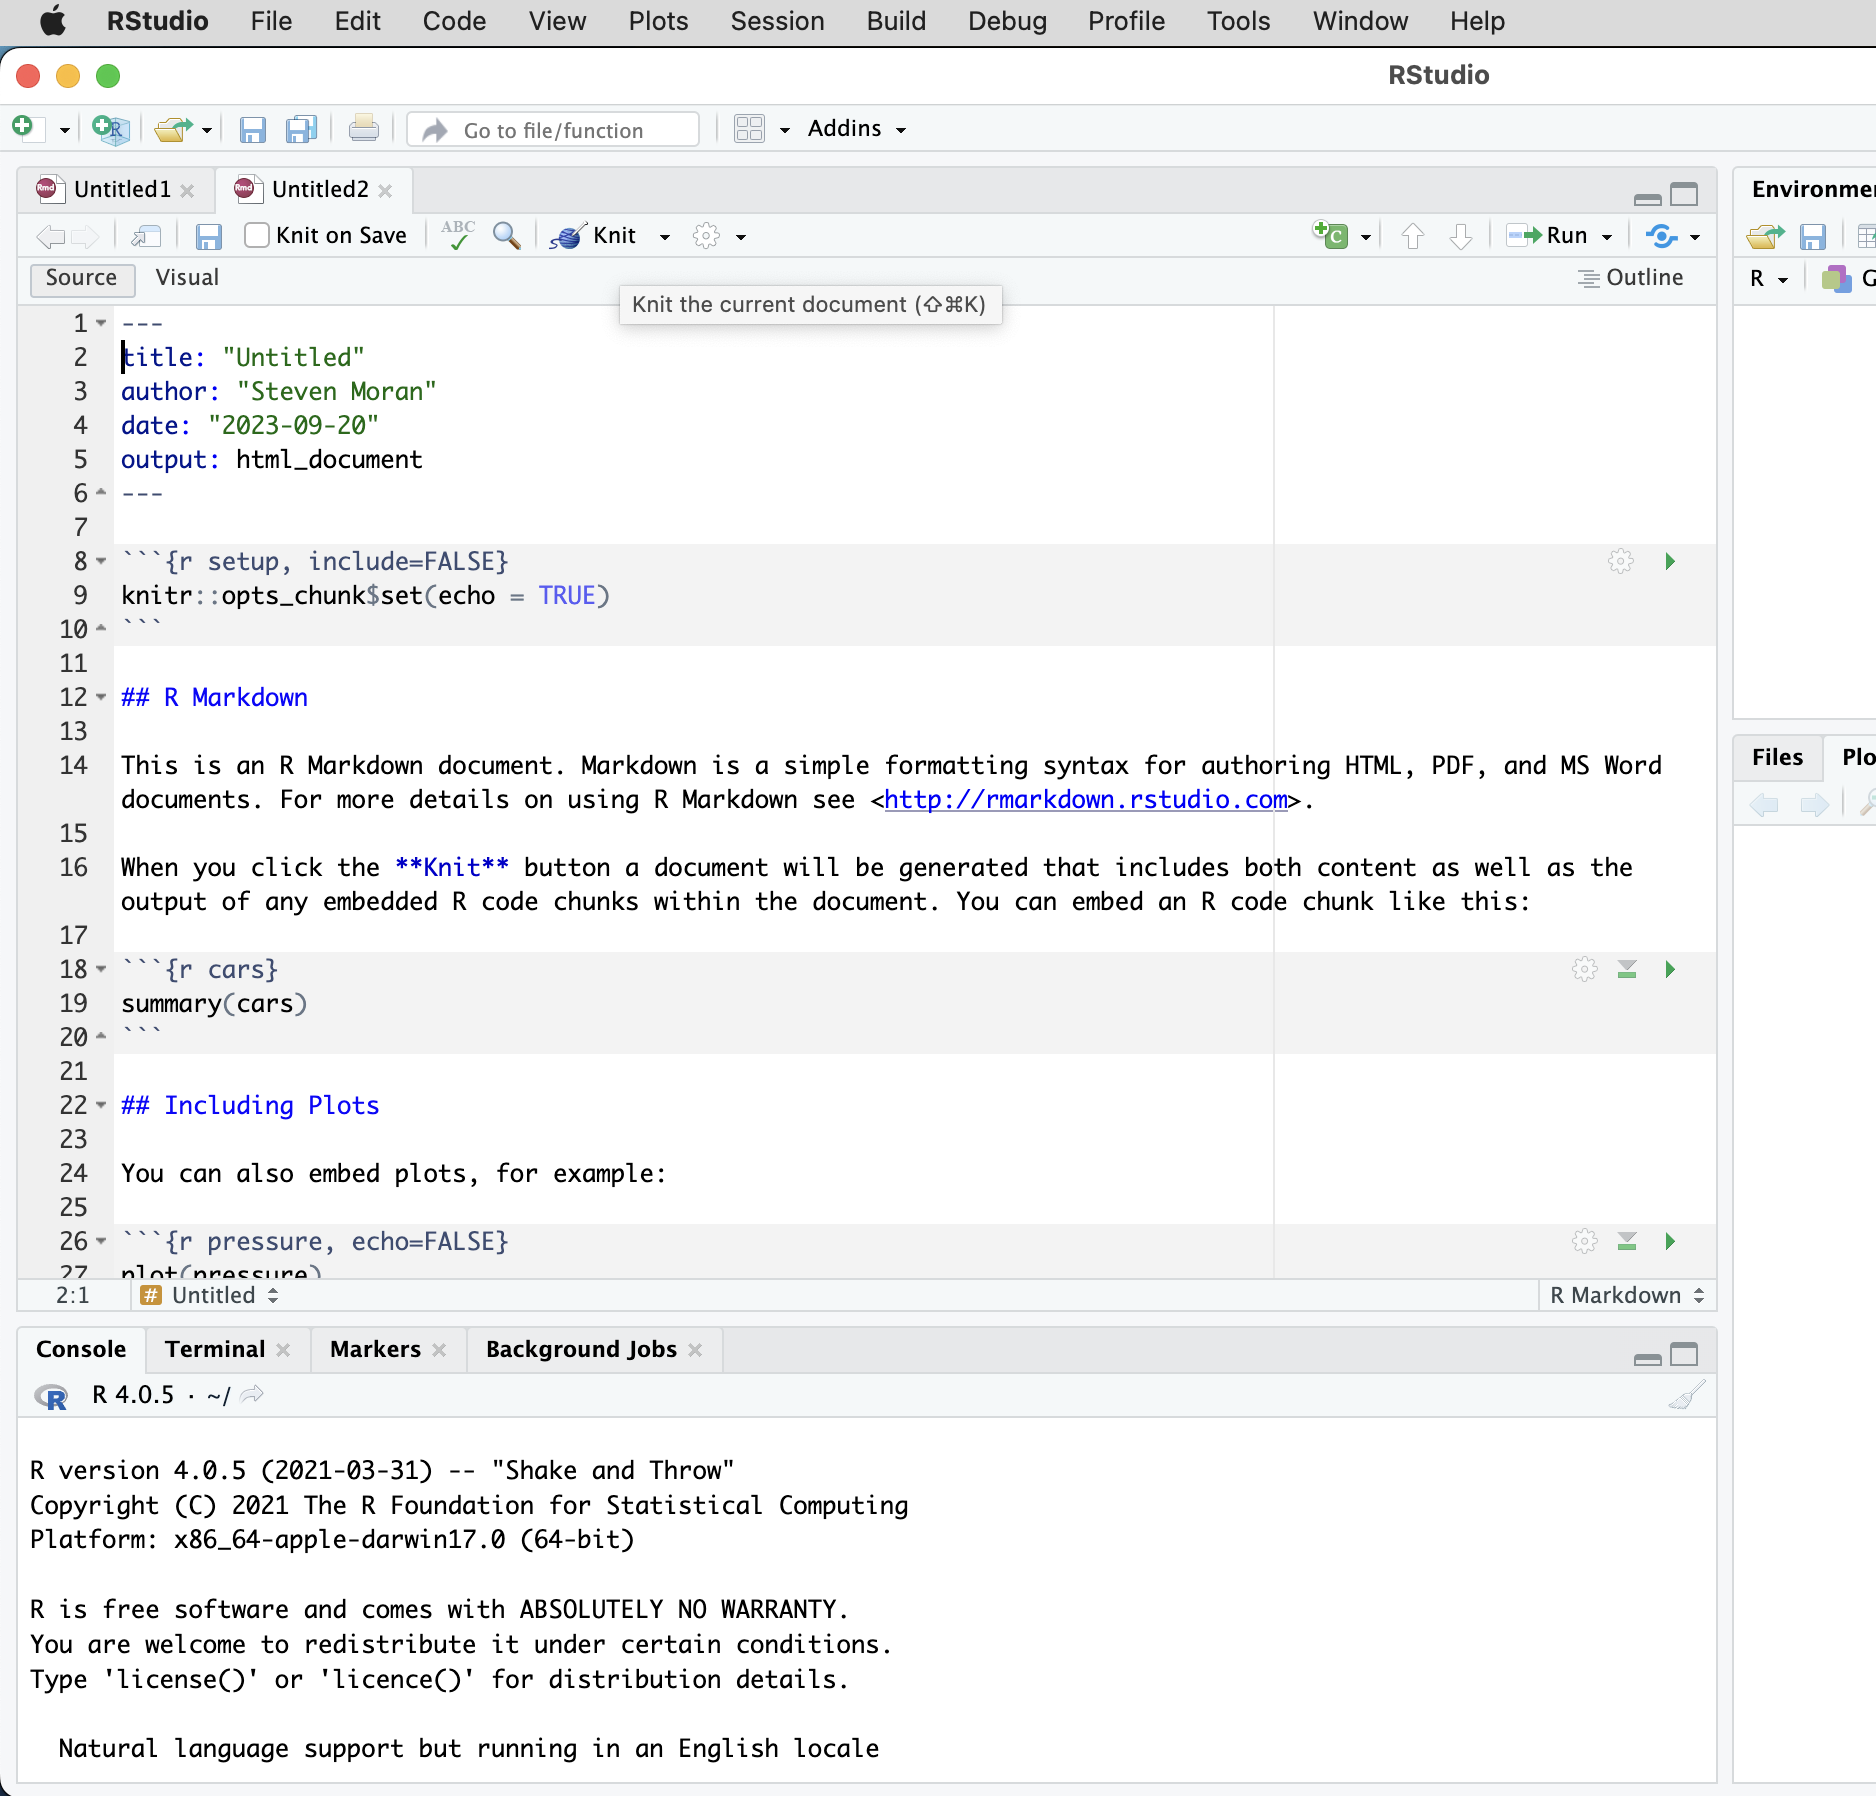 RStudio File Edit Code View Plots Session Build Debug Profile Tools Window Help
RStudio
Go to file/function Addins
Untitled1 Untitled2
Knit on Save ABC Knit Run
Source Visual Outline
Knit the current document (⇧⌘K)
1 ---
2 title: "Untitled"
3 author: "Steven Moran"
4 date: "2023-09-20"
5 output: html_document
6 ---
7
8 ```{r setup, include=FALSE}
9 knitr::opts_chunk$set(echo = TRUE)
10 ```
11
12 ## R Markdown
13
14 This is an R Markdown document. Markdown is a simple formatting syntax for authoring HTML, PDF, and MS Word
documents. For more details on using R Markdown see <http://rmarkdown.rstudio.com>.
15
16 When you click the **Knit** button a document will be generated that includes both content as well as the
output of any embedded R code chunks within the document. You can embed an R code chunk like this:
17
18 ```{r cars}
19 summary(cars)
20 ```
21
22 ## Including Plots
23
24 You can also embed plots, for example:
25
26 ```{r pressure, echo=FALSE}
27 plot(pressure)
2:1 # Untitled R Markdown
Console Terminal Markers Background Jobs
R 4.0.5 · ~/
R version 4.0.5 (2021-03-31) -- "Shake and Throw"
Copyright (C) 2021 The R Foundation for Statistical Computing
Platform: x86_64-apple-darwin17.0 (64-bit)
R is free software and comes with ABSOLUTELY NO WARRANTY.
You are welcome to redistribute it under certain conditions.
Type 'license()' or 'licence()' for distribution details.
Natural language support but running in an English locale
R
Files